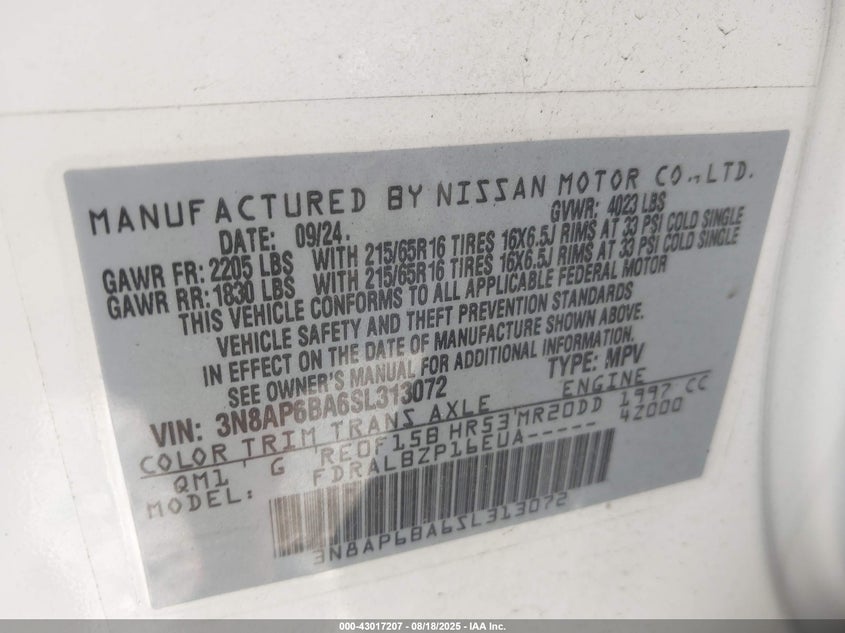 MANUFACTURED BY NISSAN MOTOR CO.,LTD.
DATE: 09/24. GVWR: 4023 LBS
GAWR FR: 2205 LBS WITH 215/65R16 TIRES 16X6.5J RIMS AT 33 PSI COLD SINGLE
GAWR RR: 1830 LBS WITH 215/65R16 TIRES 16X6.5J RIMS AT 33 PSI COLD SINGLE
THIS VEHICLE CONFORMS TO ALL APPLICABLE FEDERAL MOTOR
VEHICLE SAFETY AND THEFT PREVENTION STANDARDS
IN EFFECT ON THE DATE OF MANUFACTURE SHOWN ABOVE.
SEE OWNER'S MANUAL FOR ADDITIONAL INFORMATION.
VIN: 3N8AP6BA6SL313072 TYPE: MPV
COLOR TRIM TRANS AXLE ENGINE
QM1 G RE0F15B HR53 MR20DD 1997 CC
MODEL: FDRALBZP16EUA----- 42000
3N8AP6BA6SL313072
000-43017207 - 08/18/2025 - IAA Inc.